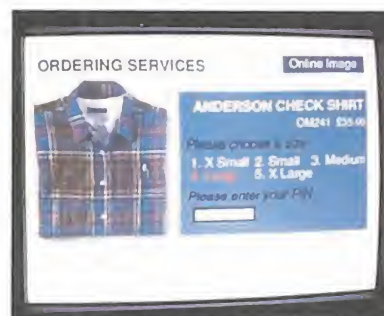 ORDERING SERVICES
Online Image
ANDERSON CHECK SHIRT
OM241 £35.00
Please choose a size:
1. X Small 2. Small 3. Medium
4. Large 5. X Large
Please enter your PIN: